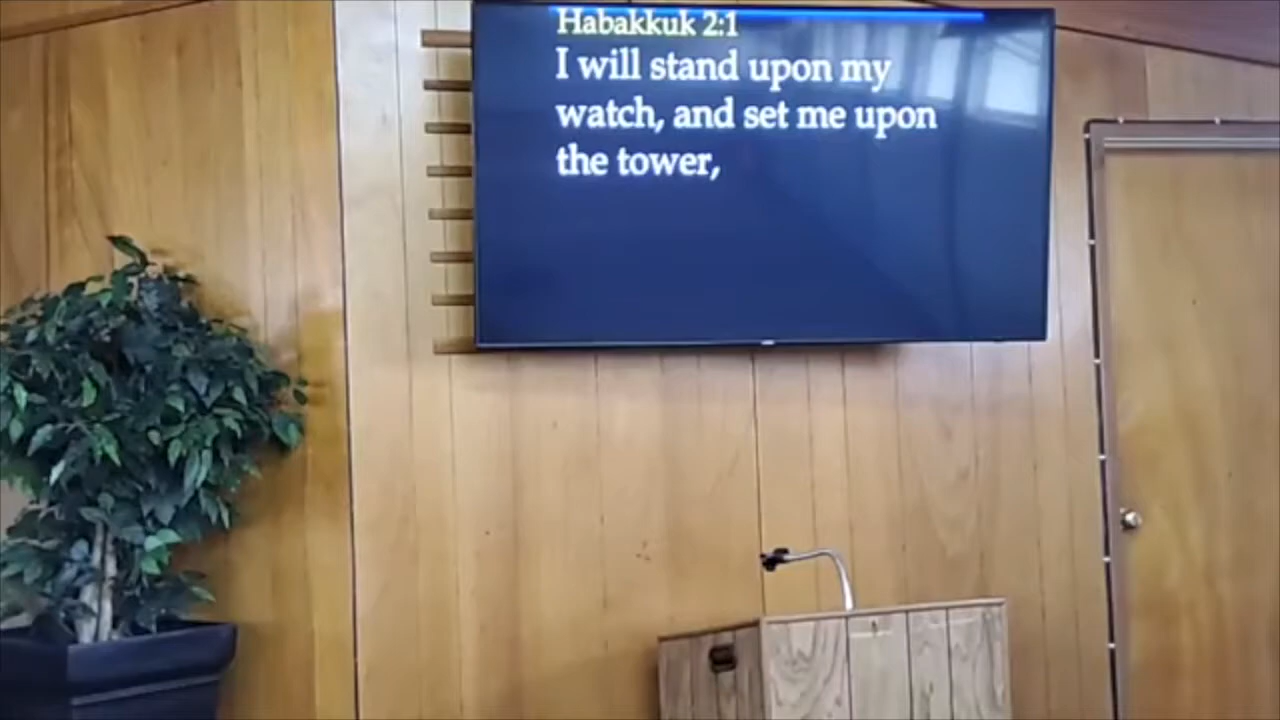 Habakkuk 2:1
I will stand upon my
watch, and set me upon
the tower,